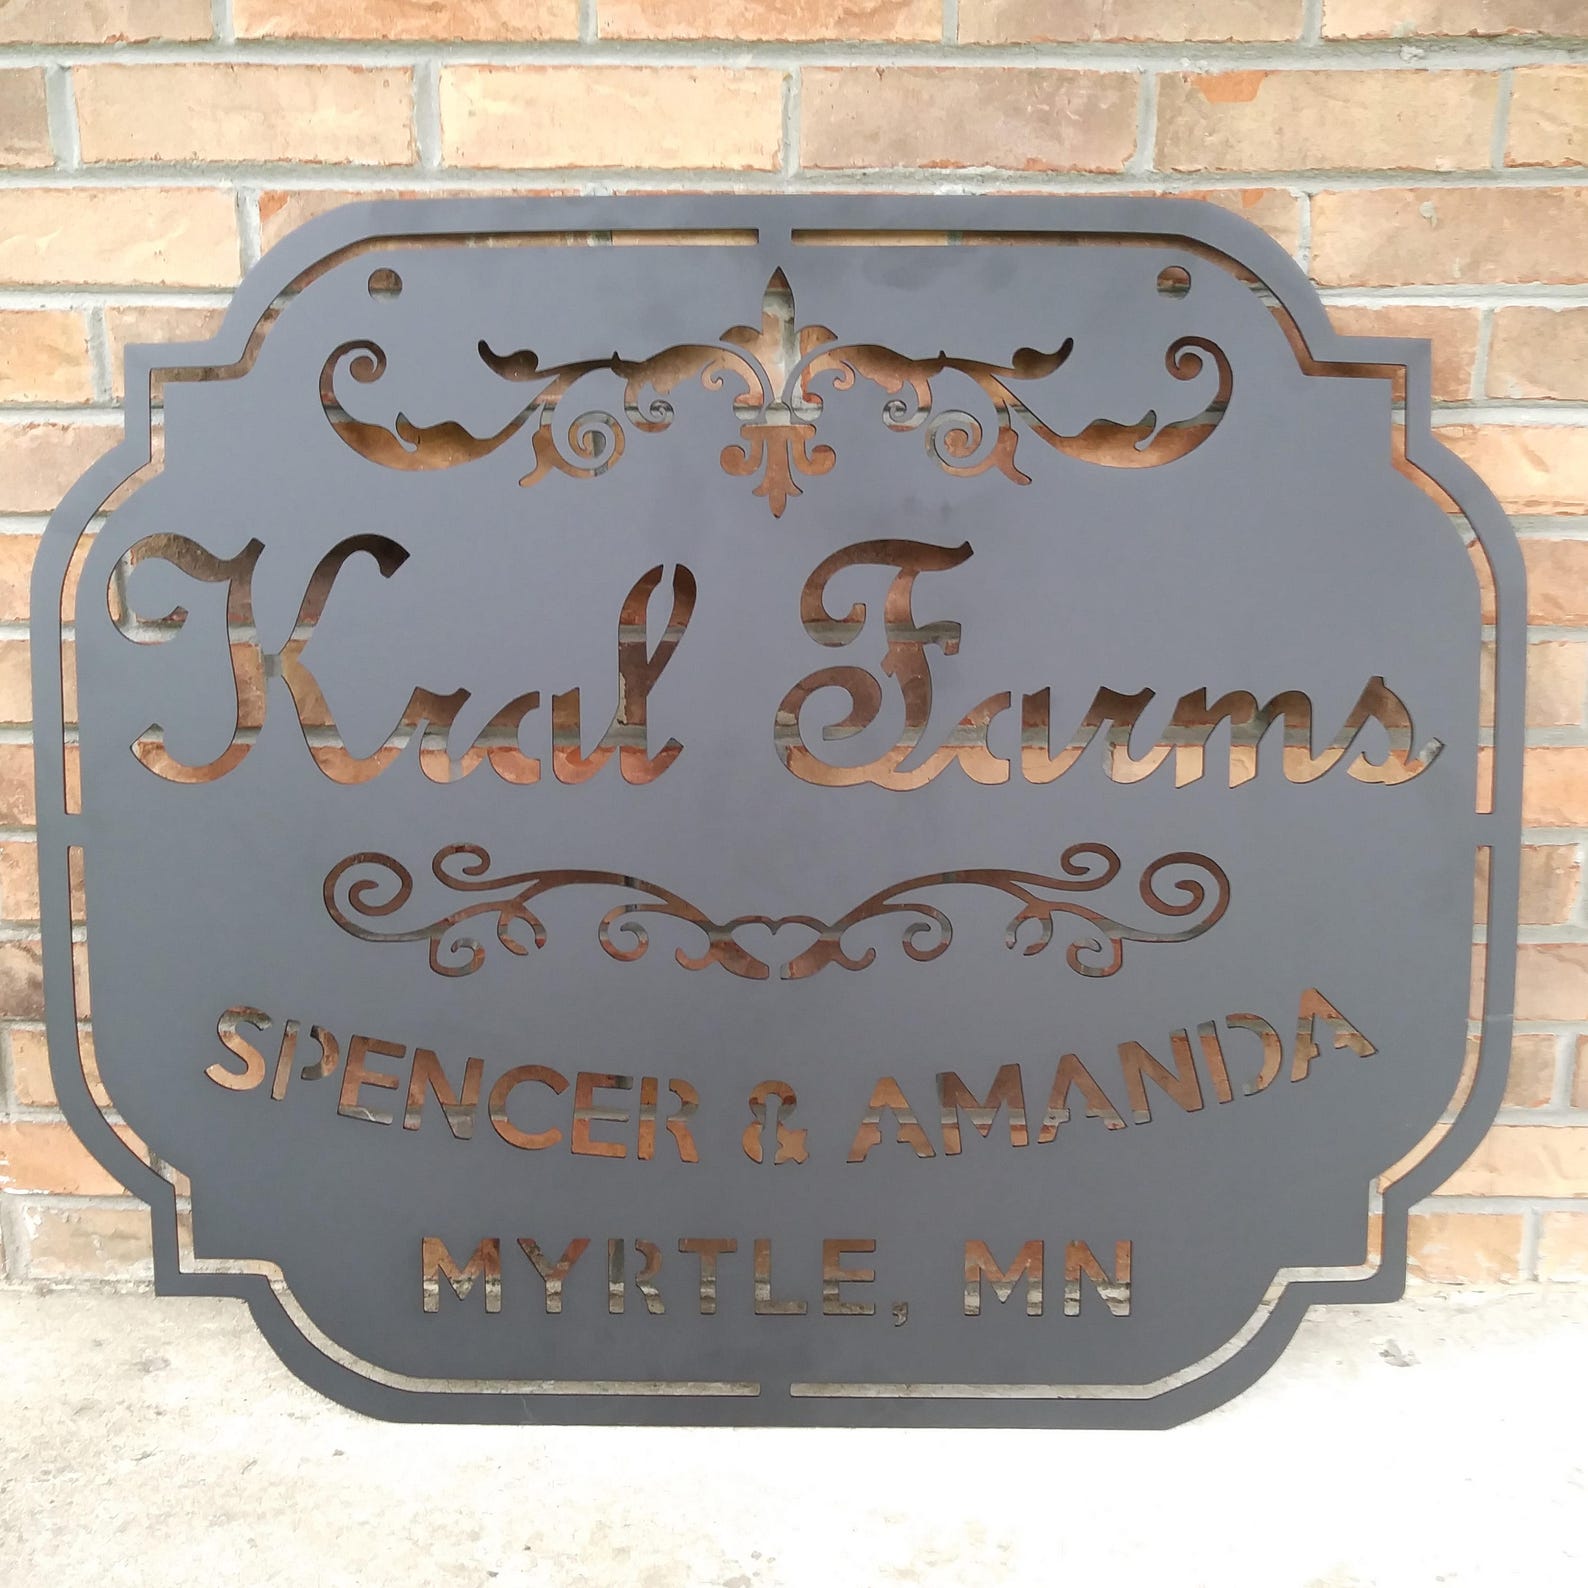 Kral Farms
SPENCER & AMANDA
MYRTLE, MN